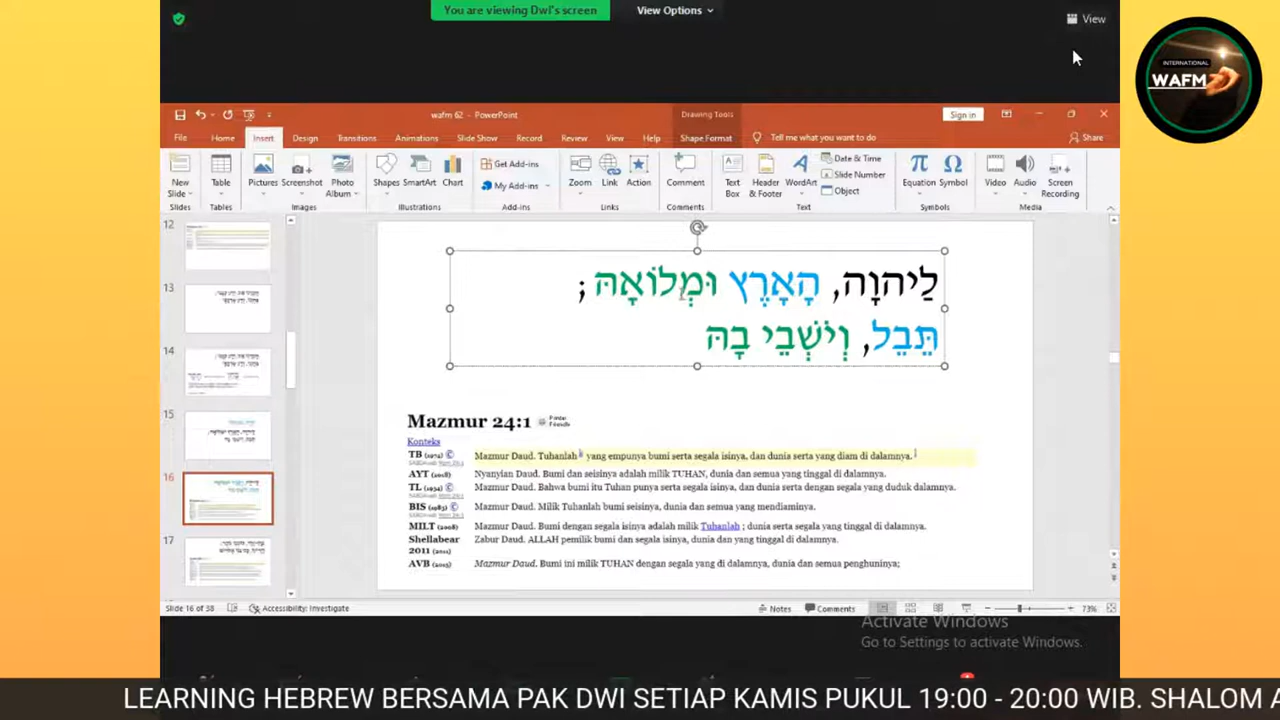 You are viewing Dwi's screen
View Options
View
INTERNATIONAL
WAFM
wafm 62 - PowerPoint
Drawing Tools
Sign in
File
Home
Insert
Design
Transitions
Animations
Slide Show
Record
Review
View
Help
Shape Format
Tell me what you want to do
Share
New Slide
Table
Pictures
Screenshot
Photo Album
Shapes
SmartArt
Chart
Get Add-ins
My Add-ins
Zoom
Link
Action
Comment
Text Box
Header & Footer
WordArt
Date & Time
Slide Number
Object
Equation
Symbol
Video
Audio
Screen Recording
Slides
Tables
Images
Illustrations
Add-ins
Links
Comments
Text
Symbols
Media
12
13
14
15
16
17
לַיהוָה, הָאָרֶץ וּמְלוֹאָהּ;
תֵּבֵל, וְיֹשְׁבֵי בָהּ
Mazmur 24:1
Printer Friendly
Konteks
TB (1974) © Mazmur Daud. Tuhanlah yang empunya bumi serta segala isinya, dan dunia serta yang diam di dalamnya.
AYT (2018) Nyanyian Daud. Bumi dan seisinya adalah milik TUHAN, dunia dan semua yang tinggal di dalamnya.
TL (1954) © Mazmur Daud. Bahwa bumi itu Tuhan punya serta segala isinya, dan dunia serta dengan segala yang duduk dalamnya.
BIS (1985) © Mazmur Daud. Milik Tuhanlah bumi seisinya, dunia dan semua yang mendiaminya.
MILT (2008) Mazmur Daud. Bumi dengan segala isinya adalah milik Tuhanlah ; dunia serta segala yang tinggal di dalamnya.
Shellabear 2011 (2011) Zabur Daud. ALLAH pemilik bumi dan segala isinya, dunia dan yang tinggal di dalamnya.
AVB (2015) Mazmur Daud. Bumi ini milik TUHAN dengan segala yang di dalamnya, dunia dan semua penghuninya;
Slide 16 of 38
Accessibility: Investigate
Notes
Comments
73%
Activate Windows
Go to Settings to activate Windows.
LEARNING HEBREW BERSAMA PAK DWI SETIAP KAMIS PUKUL 19:00 - 20:00 WIB. SHALOM A